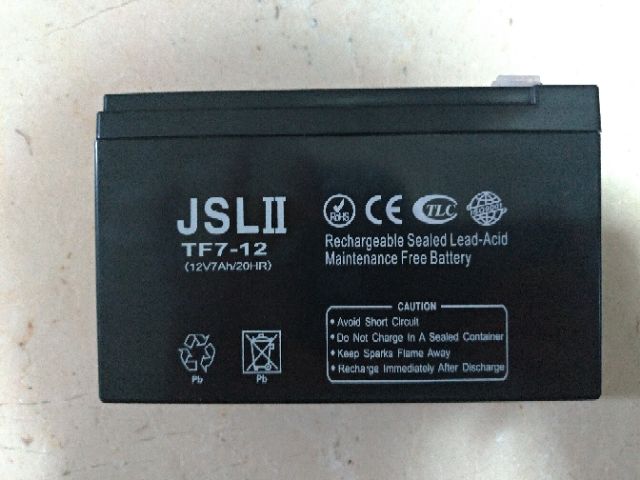 JSLII
TF7-12
(12V7Ah/20HR)
RoHS
CE
TLC
Rechargeable Sealed Lead-Acid
Maintenance Free Battery
CAUTION
• Avoid Short Circuit
• Do Not Charge In A Sealed Container
• Keep Sparks Flame Away
• Recharge Immediately After Discharge
Pb
Pb